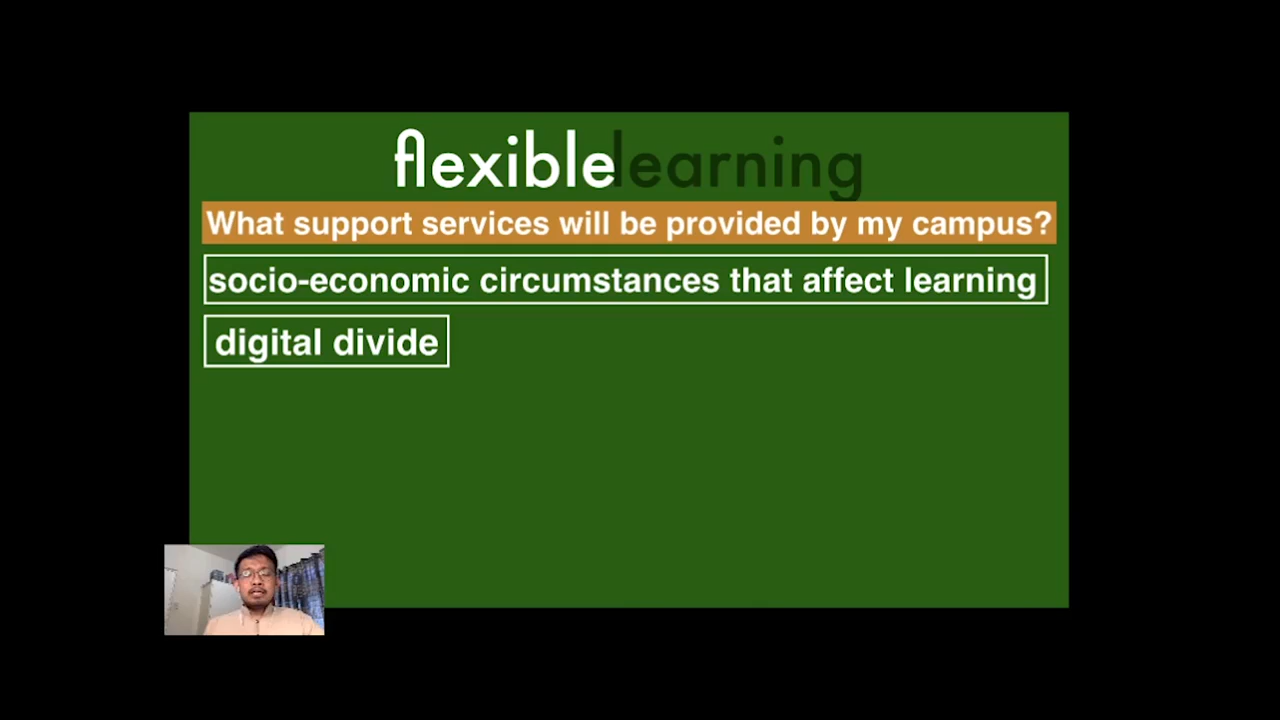 flexiblelearning
What support services will be provided by my campus?
socio-economic circumstances that affect learning
digital divide